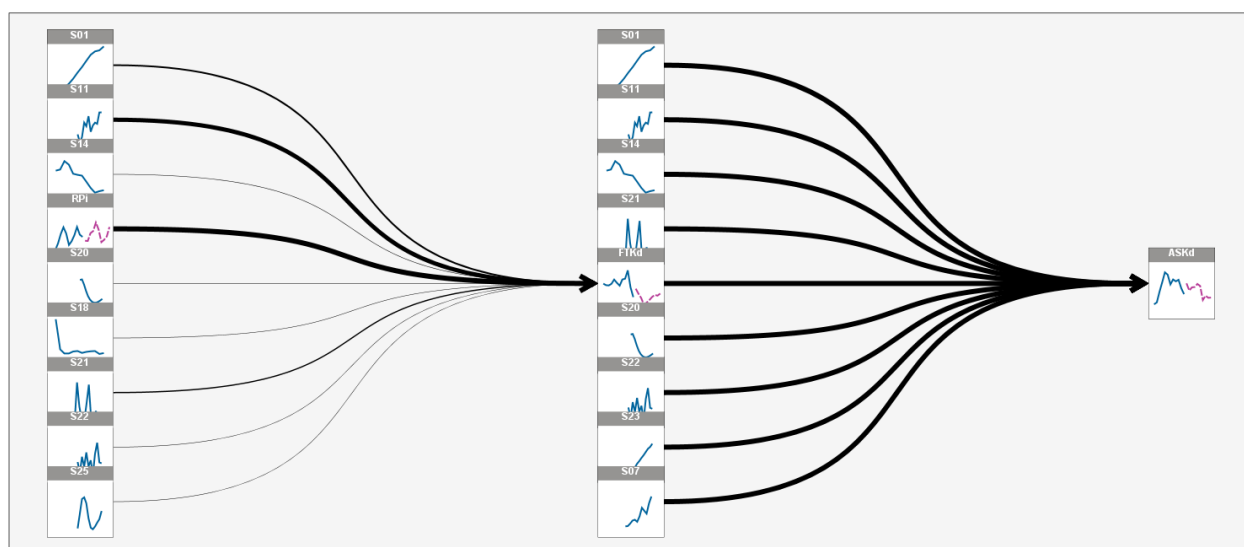 S01
S11
S14
RPi
S20
S18
S21
S22
S25
S01
S11
S14
S21
FTKd
S20
S22
S23
S07
ASKd